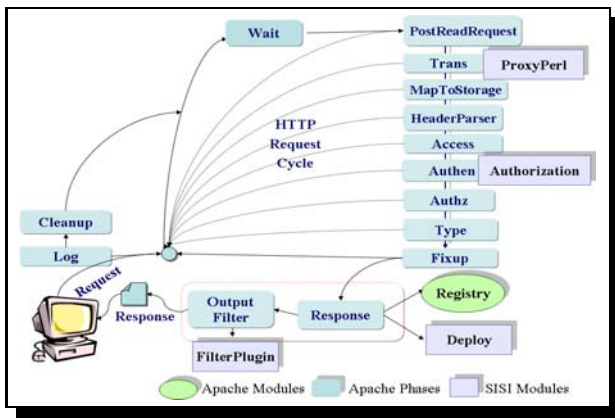 Wait
PostReadRequest
Trans
ProxyPerl
MapToStorage
HTTP
Request
Cycle
HeaderParser
Access
Authen
Authorization
Authz
Cleanup
Type
Log
Fixup
Request
Response
Output
Filter
Response
Registry
Deploy
FilterPlugin
Apache Modules
Apache Phases
SISI Modules